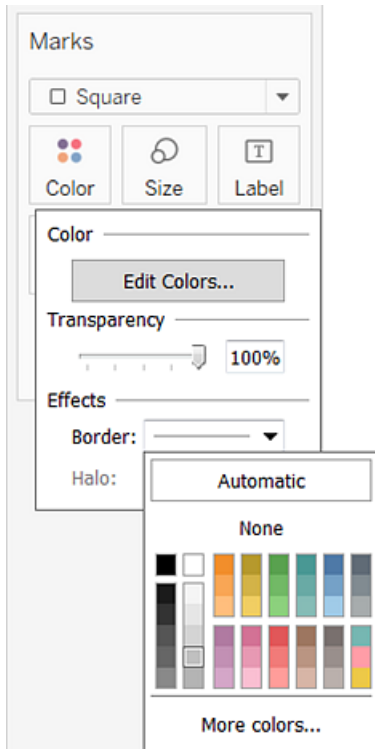 Marks
Square
Color Size Label
T
Color
Edit Colors...
Transparency
100%
Effects
Border:
Halo:
Automatic
None
More colors...